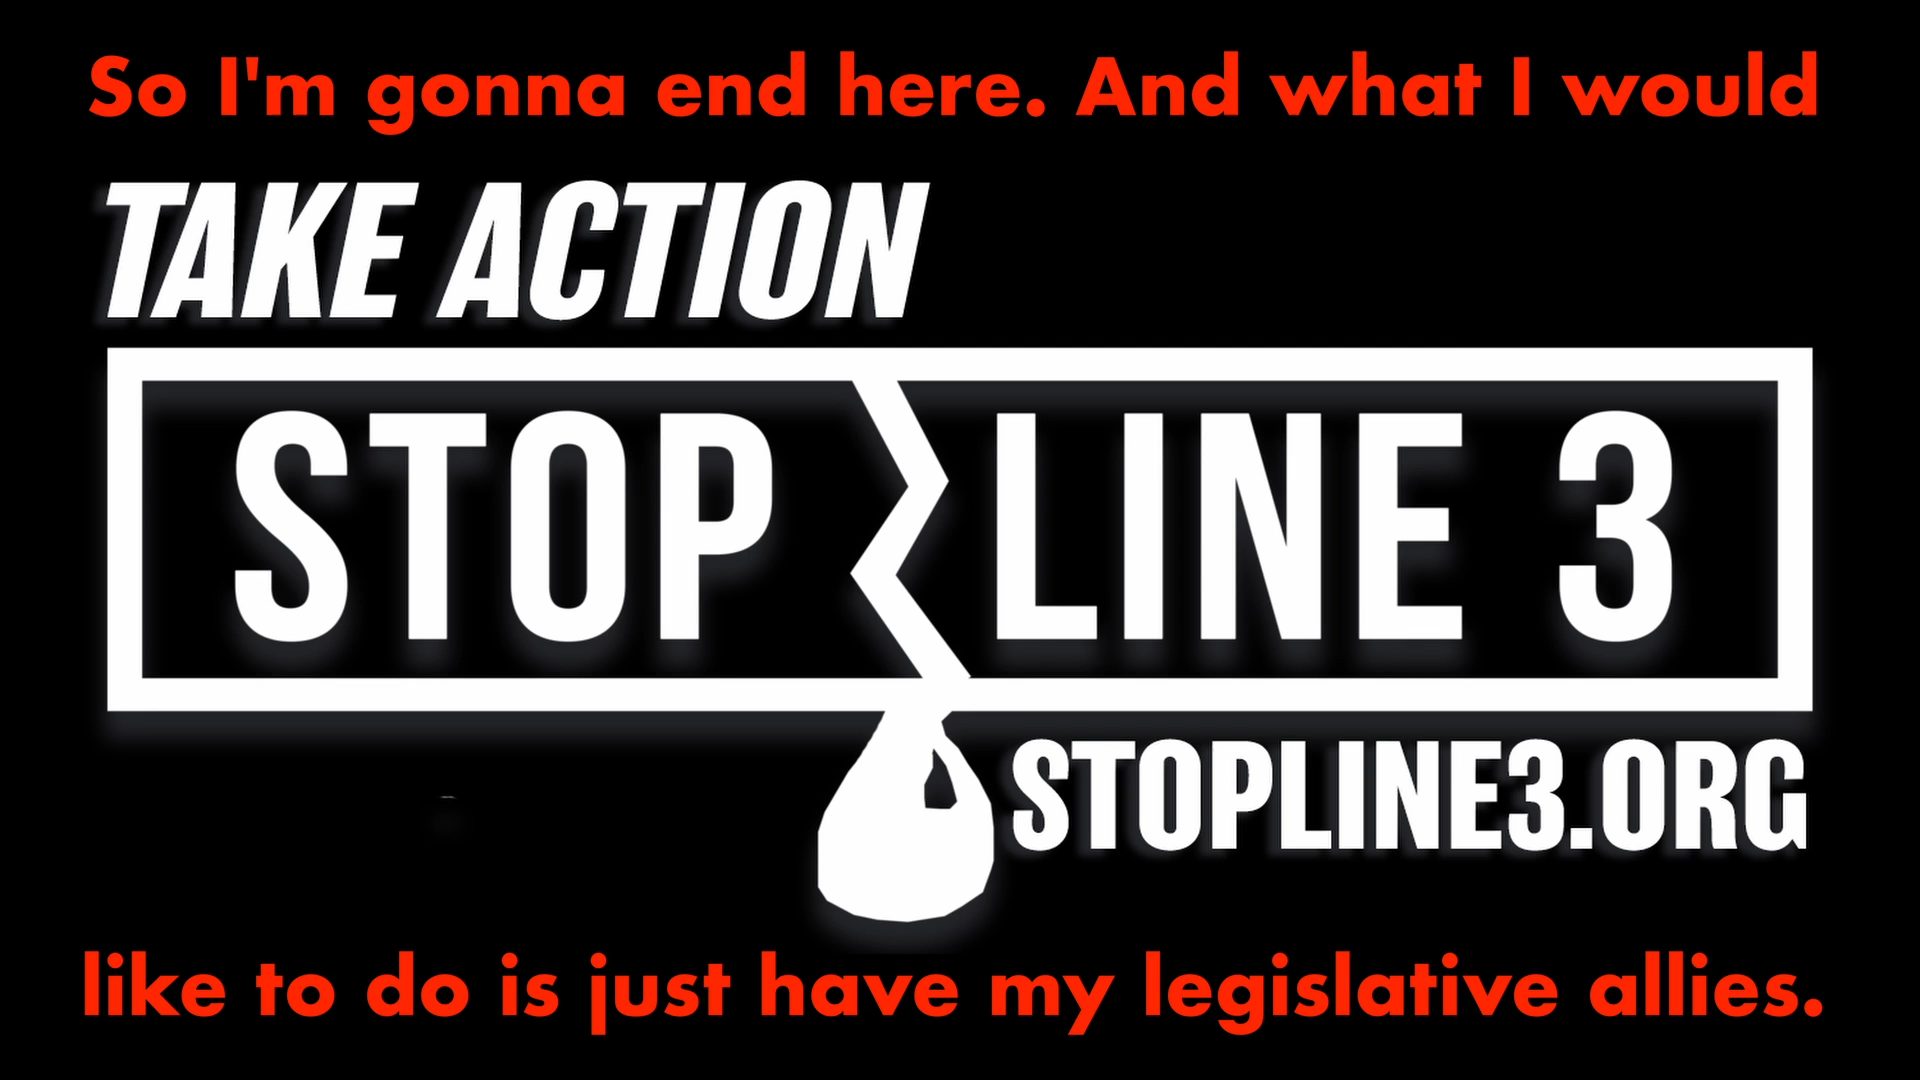 So I'm gonna end here. And what I would
TAKE ACTION
STOP LINE 3
STOPLINE3.ORG
like to do is just have my legislative allies.